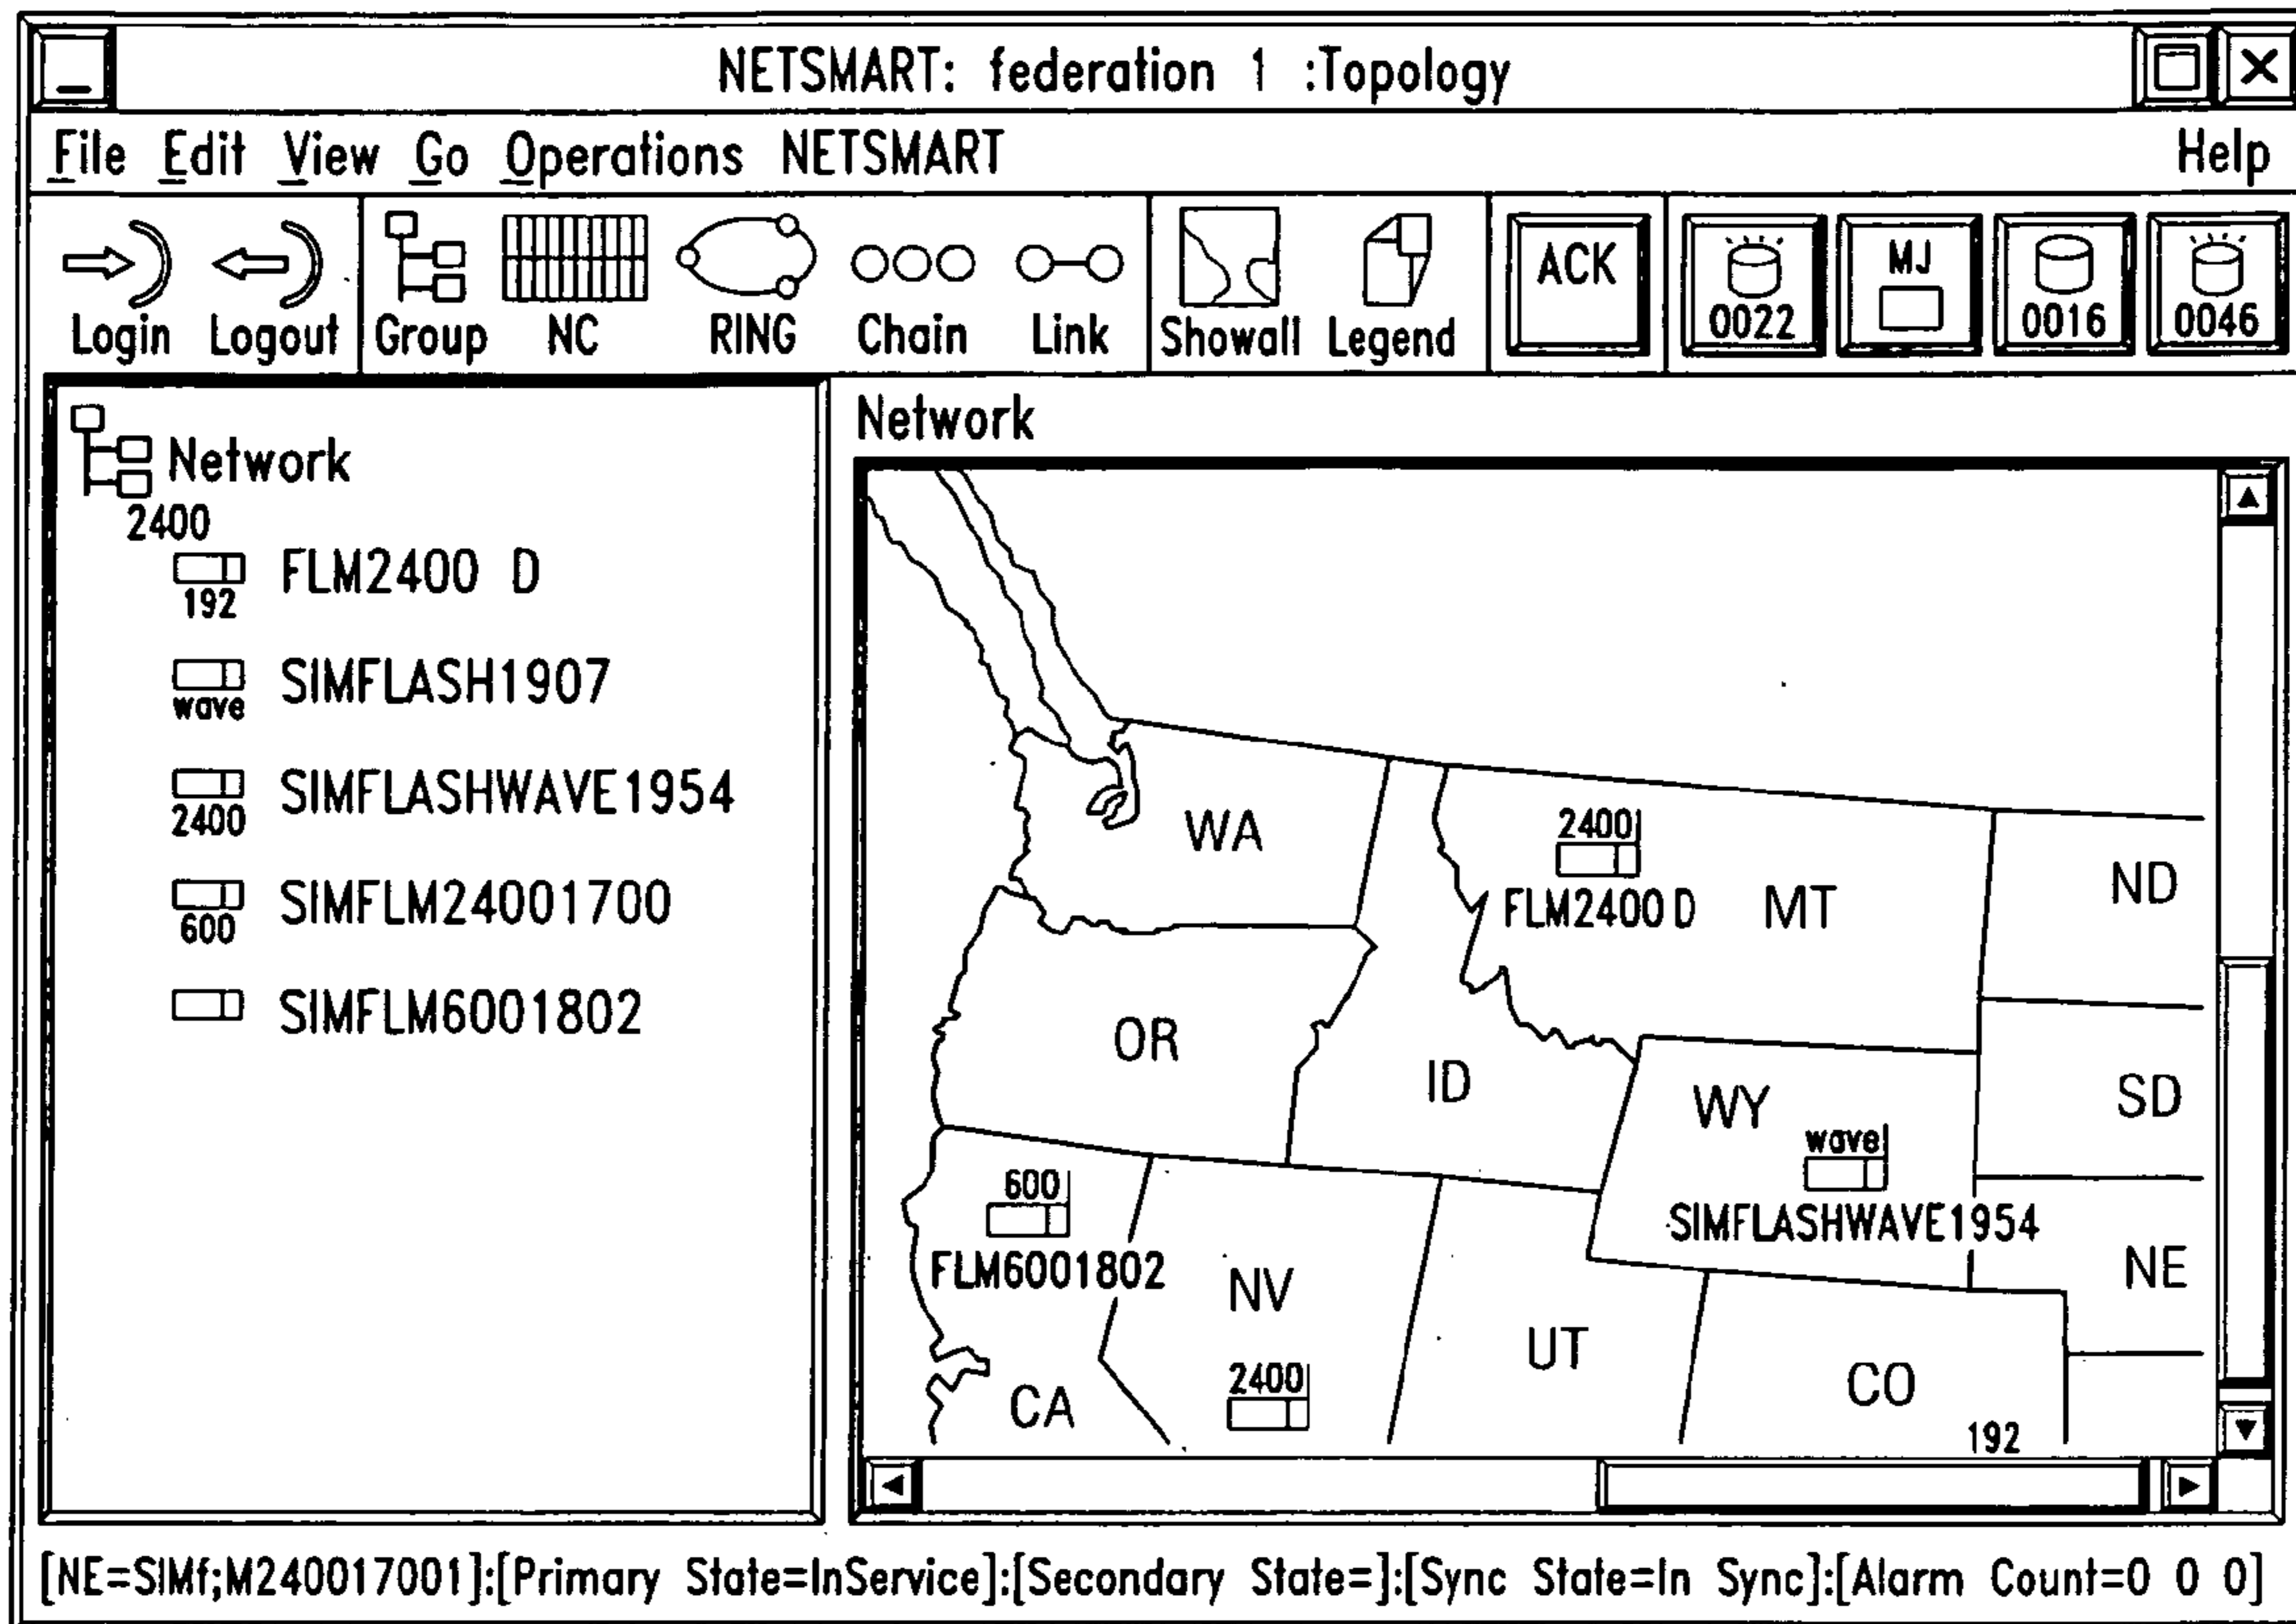 NETSMART: federation 1 :Topology
File Edit View Go Operations NETSMART Help
Login Logout Group NC RING Chain Link Showall Legend ACK 0022 MJ 0016 0046
Network
2400
FLM2400 D
192
SIMFLASH1907
wave
SIMFLASHWAVE1954
2400
SIMFLM24001700
600
SIMFLM6001802
Network
WA
2400
FLM2400 D
MT
ND
OR
ID
WY
SD
wave
SIMFLASHWAVE1954
600
FLM6001802
NV
NE
UT
CO
2400
CA
192
[NE=SIMf;M240017001]:[Primary State=InService]:[Secondary State=]:[Sync State=In Sync]:[Alarm Count=0 0 0]